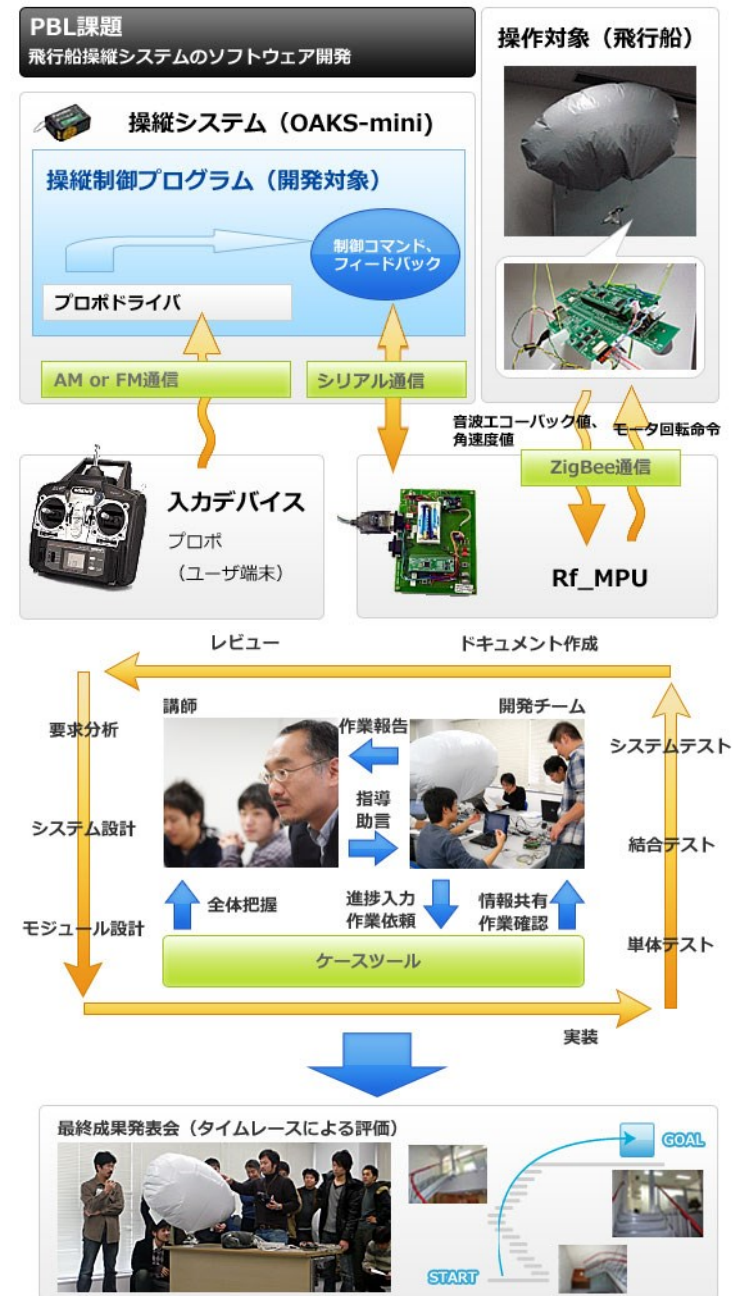 PBL課題
飛行船操縦システムのソフトウェア開発
操作対象（飛行船）
操縦システム（OAKS-mini)
操縦制御プログラム（開発対象）
制御コマンド、
フィードバック
プロポドライバ
AM or FM通信
シリアル通信
音波エコーバック値、
角速度値
モータ回転命令
ZigBee通信
入力デバイス
プロポ
（ユーザ端末）
Rf_MPU
レビュー
ドキュメント作成
講師
開発チーム
要求分析
作業報告
システムテスト
指導
助言
システム設計
結合テスト
全体把握
進捗入力
作業依頼
情報共有
作業確認
モジュール設計
単体テスト
ケースツール
実装
最終成果発表会（タイムレースによる評価）
GOAL
START